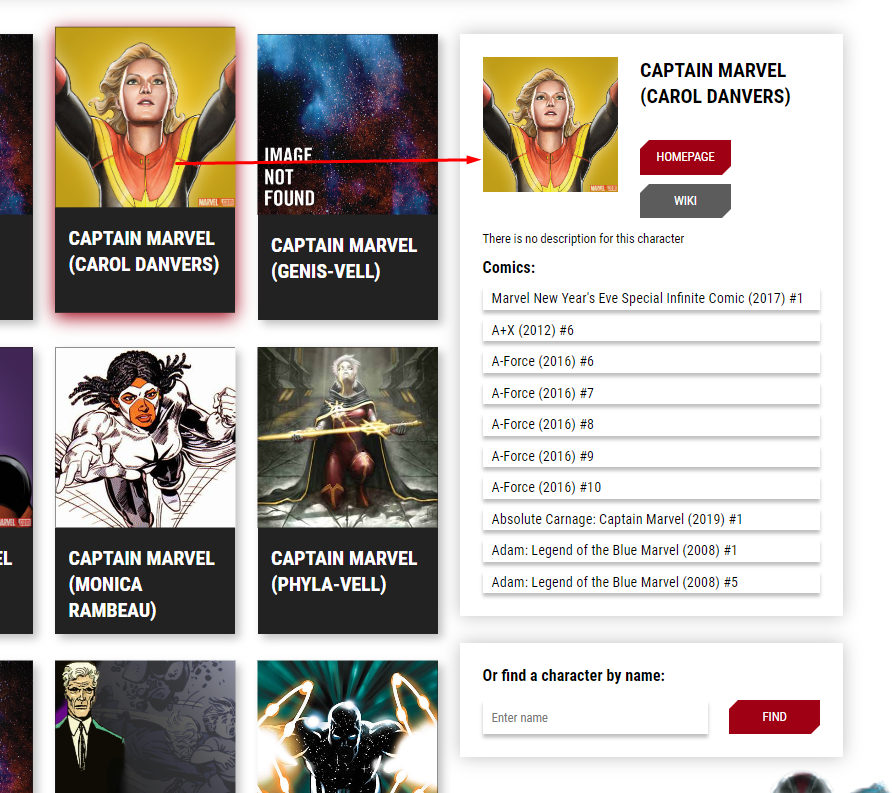 CAPTAIN MARVEL
(CAROL DANVERS)
IMAGE
NOT
FOUND
CAPTAIN MARVEL
(GENIS-VELL)
CAPTAIN MARVEL
(MONICA
RAMBEAU)
CAPTAIN MARVEL
(PHYLA-VELL)
EL
CAPTAIN MARVEL
(CAROL DANVERS)
HOMEPAGE
WIKI
There is no description for this character
Comics:
Marvel New Year's Eve Special Infinite Comic (2017) #1
A+X (2012) #6
A-Force (2016) #6
A-Force (2016) #7
A-Force (2016) #8
A-Force (2016) #9
A-Force (2016) #10
Absolute Carnage: Captain Marvel (2019) #1
Adam: Legend of the Blue Marvel (2008) #1
Adam: Legend of the Blue Marvel (2008) #5
Or find a character by name:
Enter name
FIND